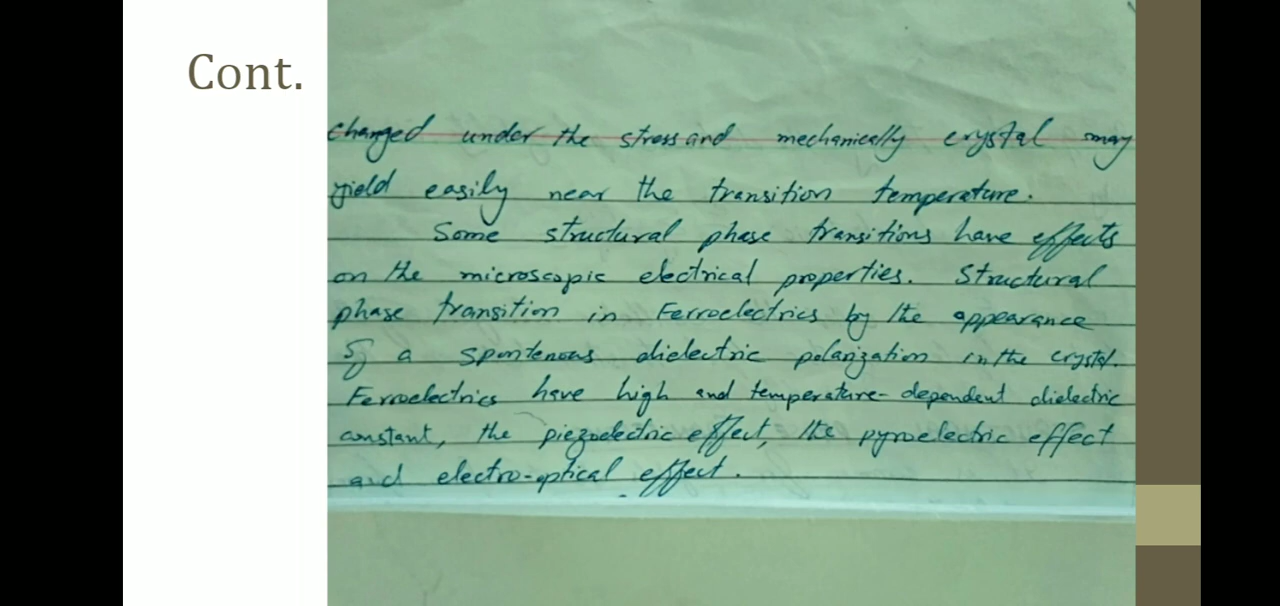 Cont.
changed under the stress and mechanically crystal may
yield easily near the transition temperature.
Some structural phase transitions have effects
on the microscopic electrical properties. Structural
phase transition in Ferroelectrics by the appearance
of a spontenous dielectric polarization in the crystal.
Ferroelectrics have high and temperature-dependent dielectric
constant, the piezoelectric effect, the pyroelectric effect
and electro-optical effect.